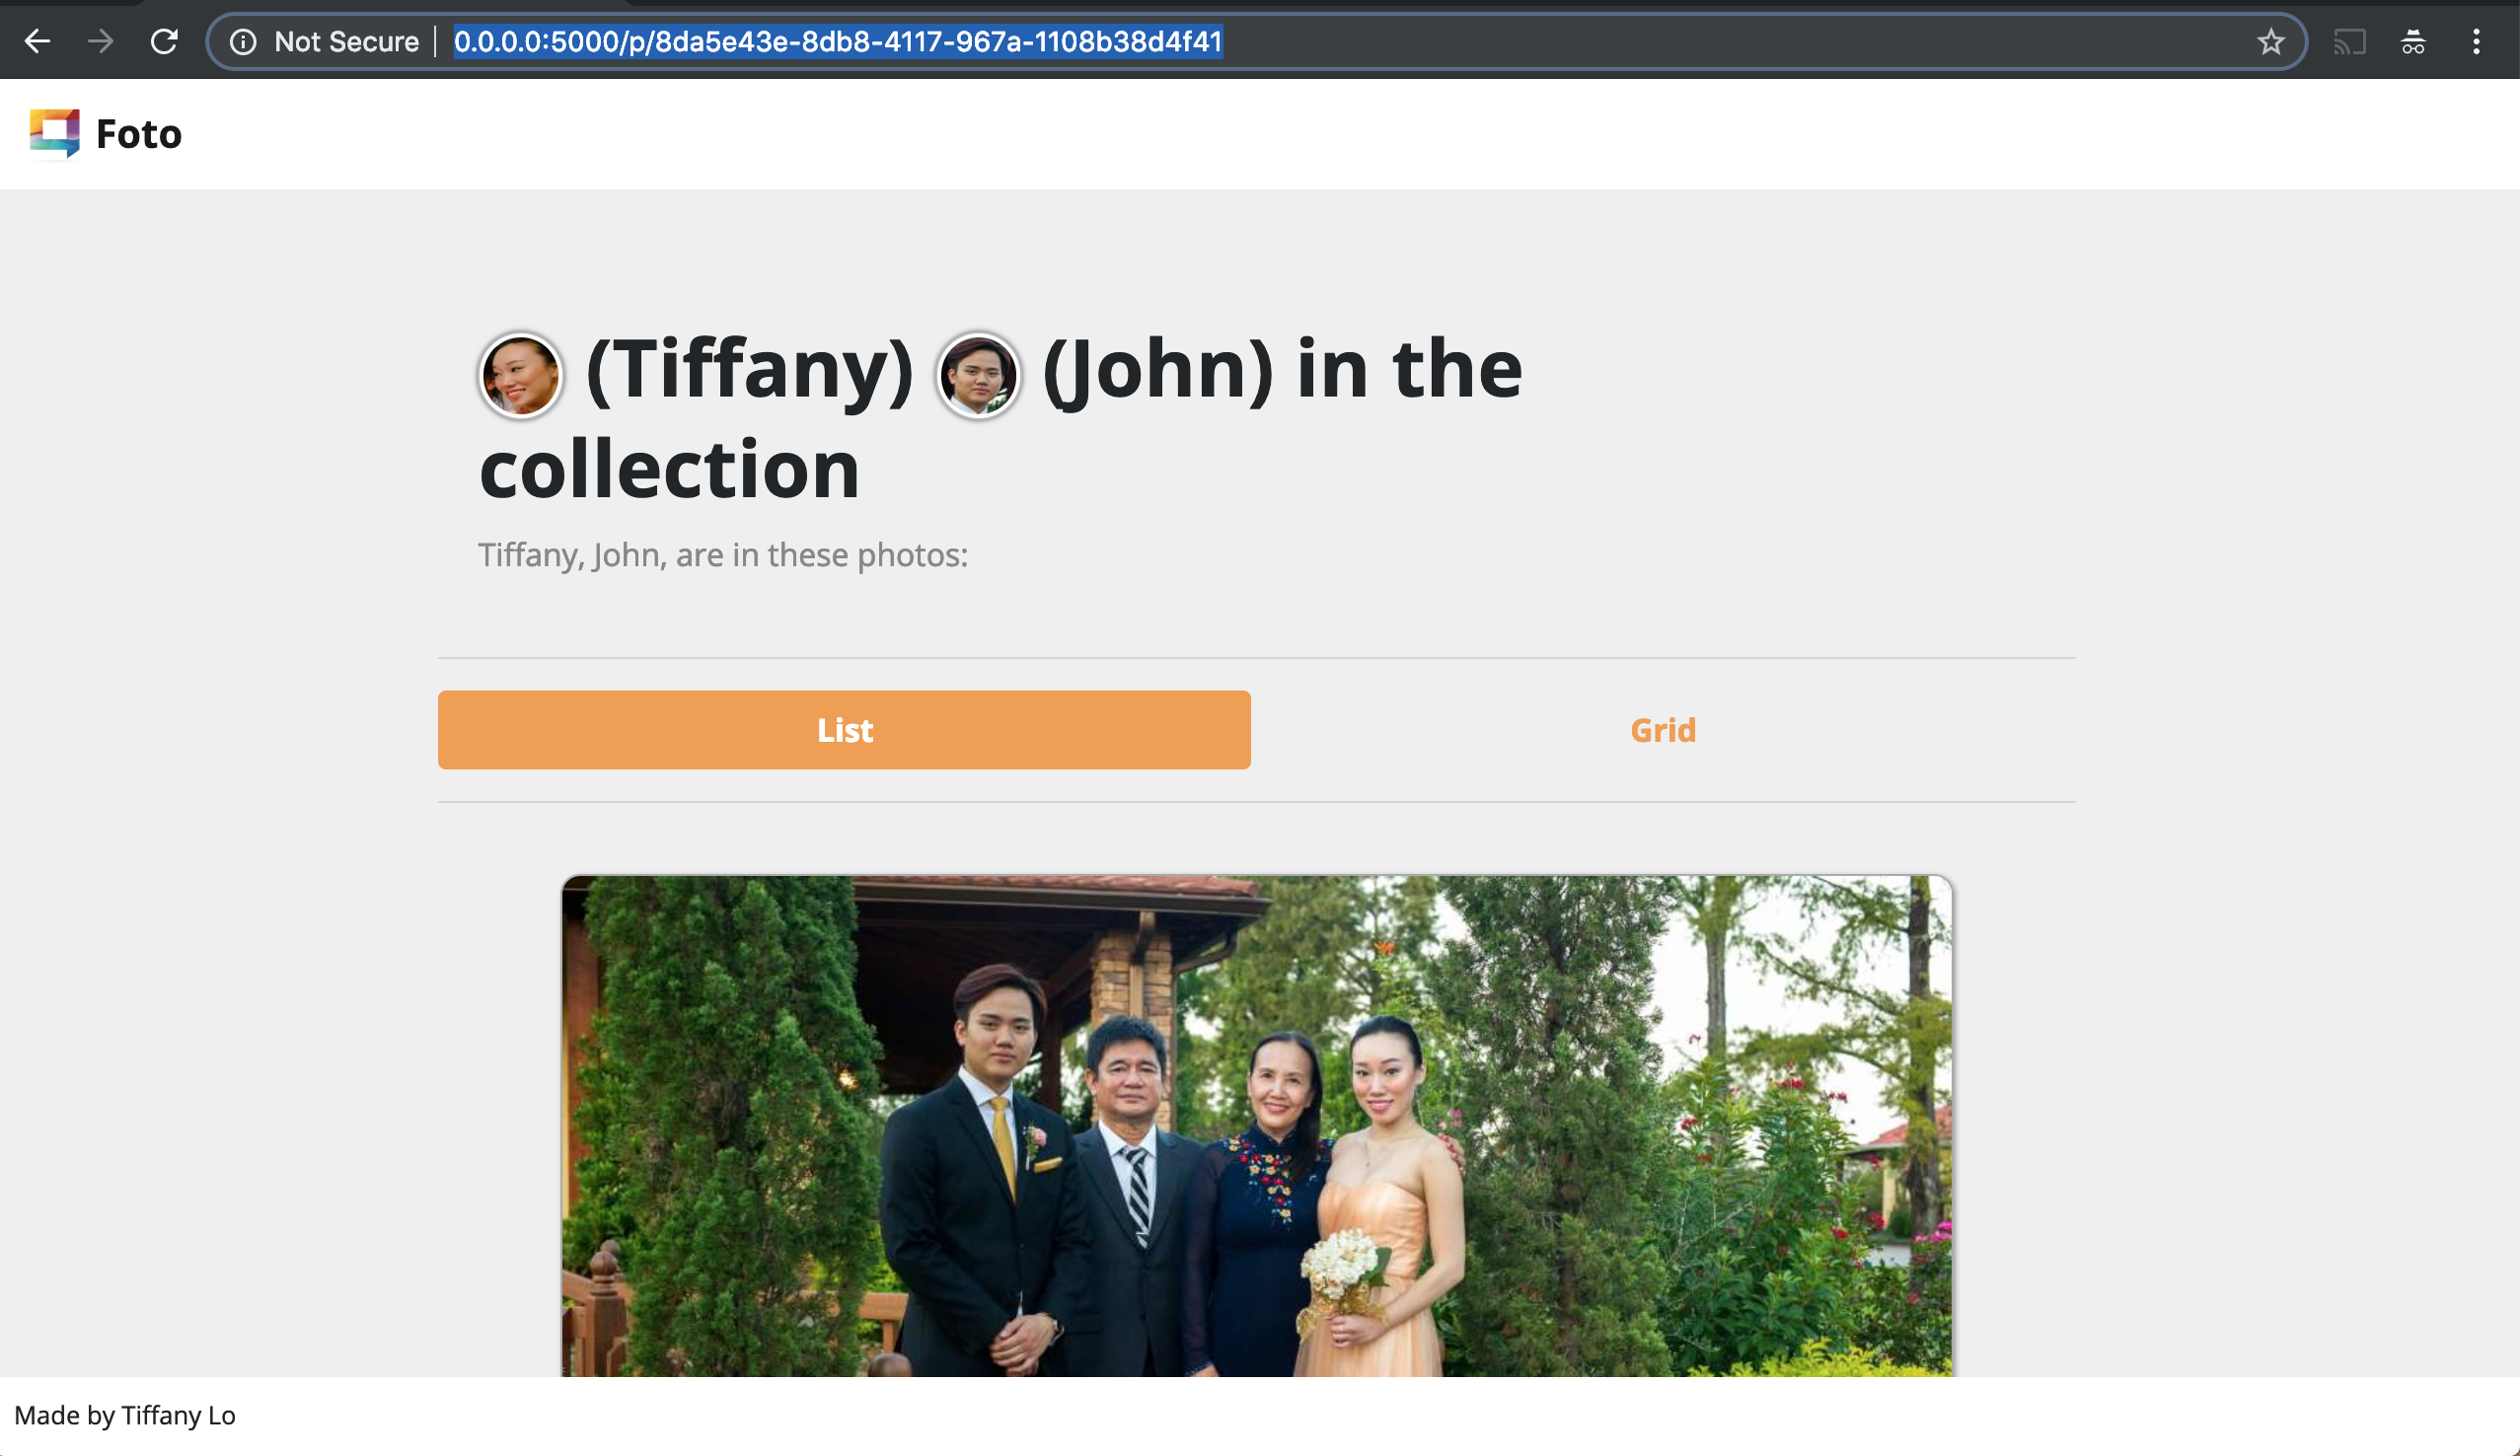 Not Secure 0.0.0.0:5000/p/8da5e43e-8db8-4117-967a-1108b38d4f41
Foto
(Tiffany) (John) in the
collection
Tiffany, John, are in these photos:
List Grid
Made by Tiffany Lo